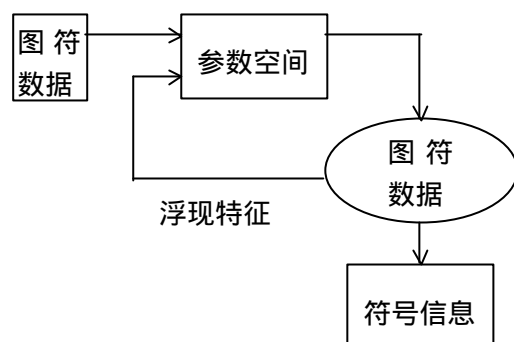 图 符
数据
参数空间
图 符
数据
浮现特征
符号信息